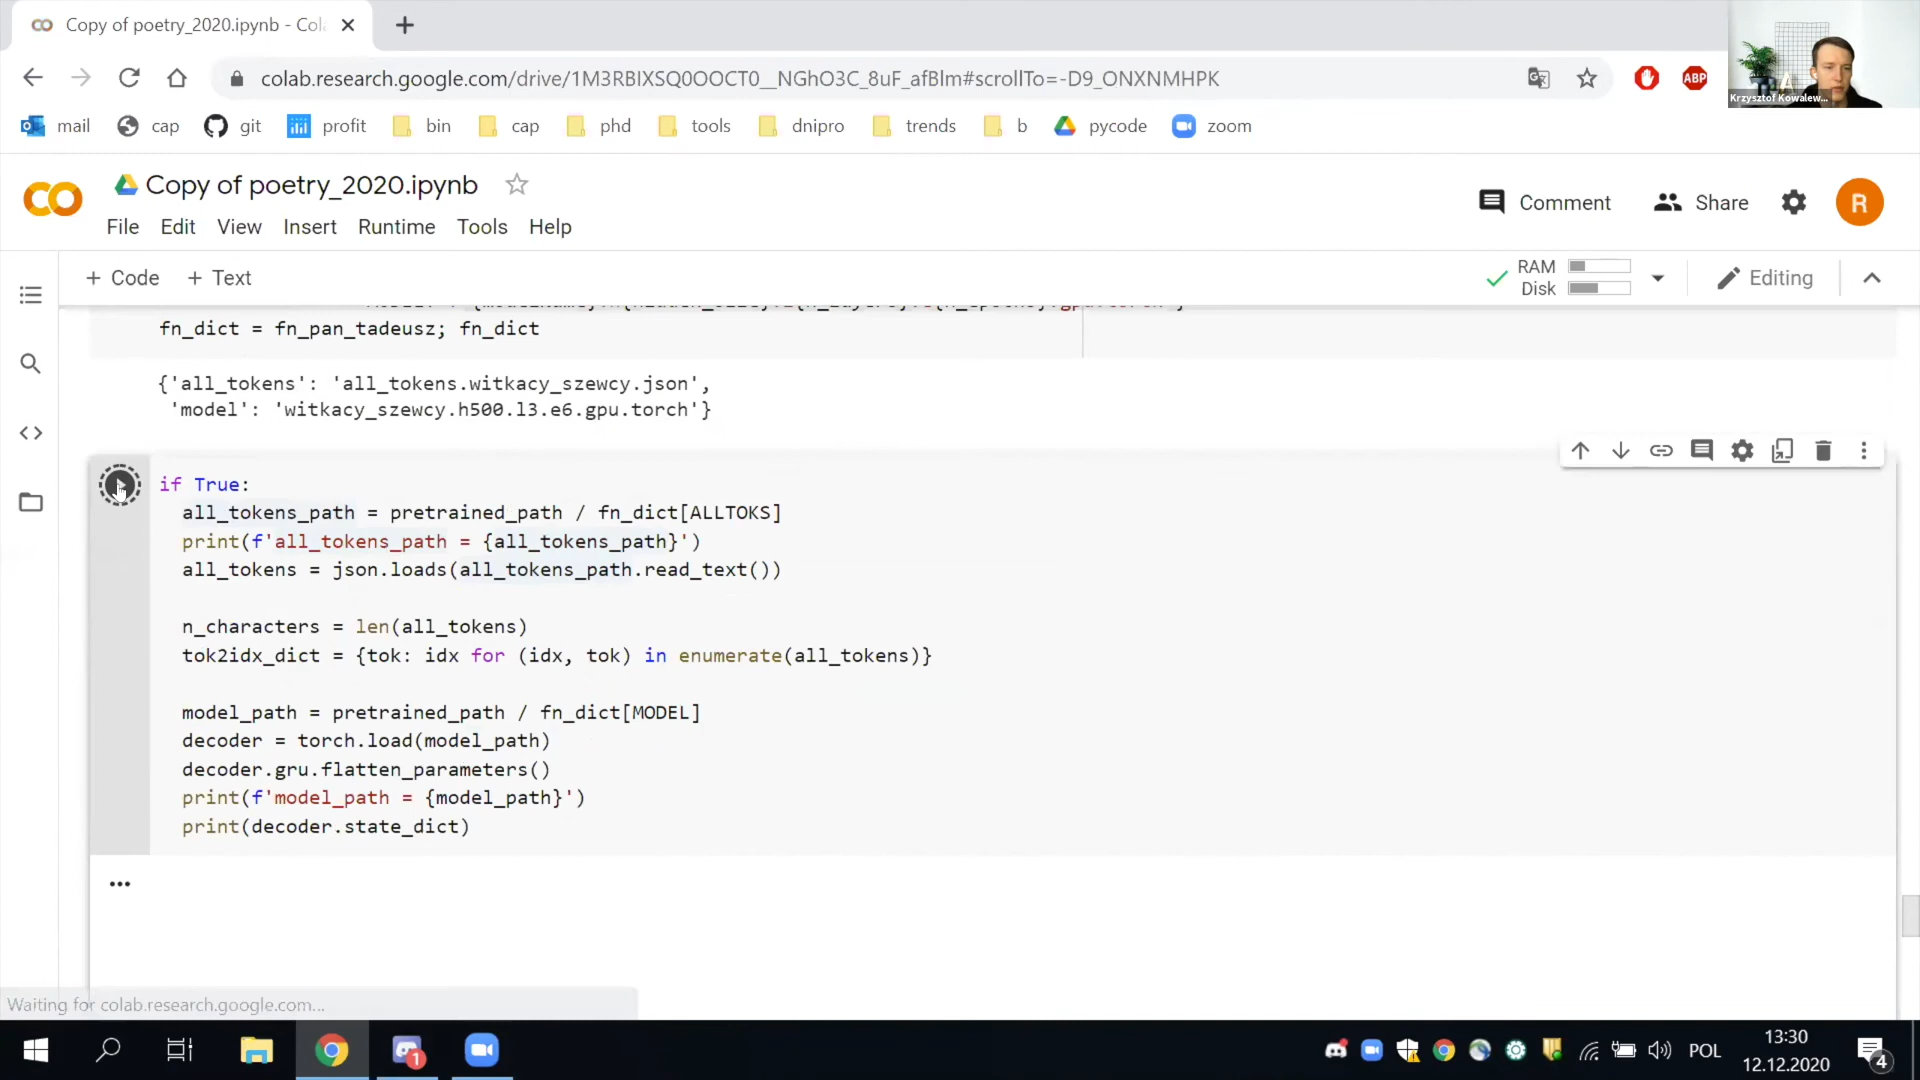 Copy of poetry_2020.ipynb - Col
colab.research.google.com/drive/1M3RBIXSQ0OOCT0__NGhO3C_8uF_afBlm#scrollTo=-D9_ONXNMHPK
ABP
Krzysztof Kowalew...
mail
cap
git
profit
bin
cap
phd
tools
dnipro
trends
b
pycode
zoom
Copy of poetry_2020.ipynb
Comment
Share
R
File Edit View Insert Runtime Tools Help
+ Code + Text
RAM
Disk
Editing
fn_dict = fn_pan_tadeusz; fn_dict
{'all_tokens': 'all_tokens.witkacy_szewcy.json',
'model': 'witkacy_szewcy.h500.l3.e6.gpu.torch'}
if True:
all_tokens_path = pretrained_path / fn_dict[ALLTOKS]
print(f'all_tokens_path = {all_tokens_path}')
all_tokens = json.loads(all_tokens_path.read_text())
n_characters = len(all_tokens)
tok2idx_dict = {tok: idx for (idx, tok) in enumerate(all_tokens)}
model_path = pretrained_path / fn_dict[MODEL]
decoder = torch.load(model_path)
decoder.gru.flatten_parameters()
print(f'model_path = {model_path}')
print(decoder.state_dict)
Waiting for colab.research.google.com...
1
POL
13:30
12.12.2020
4